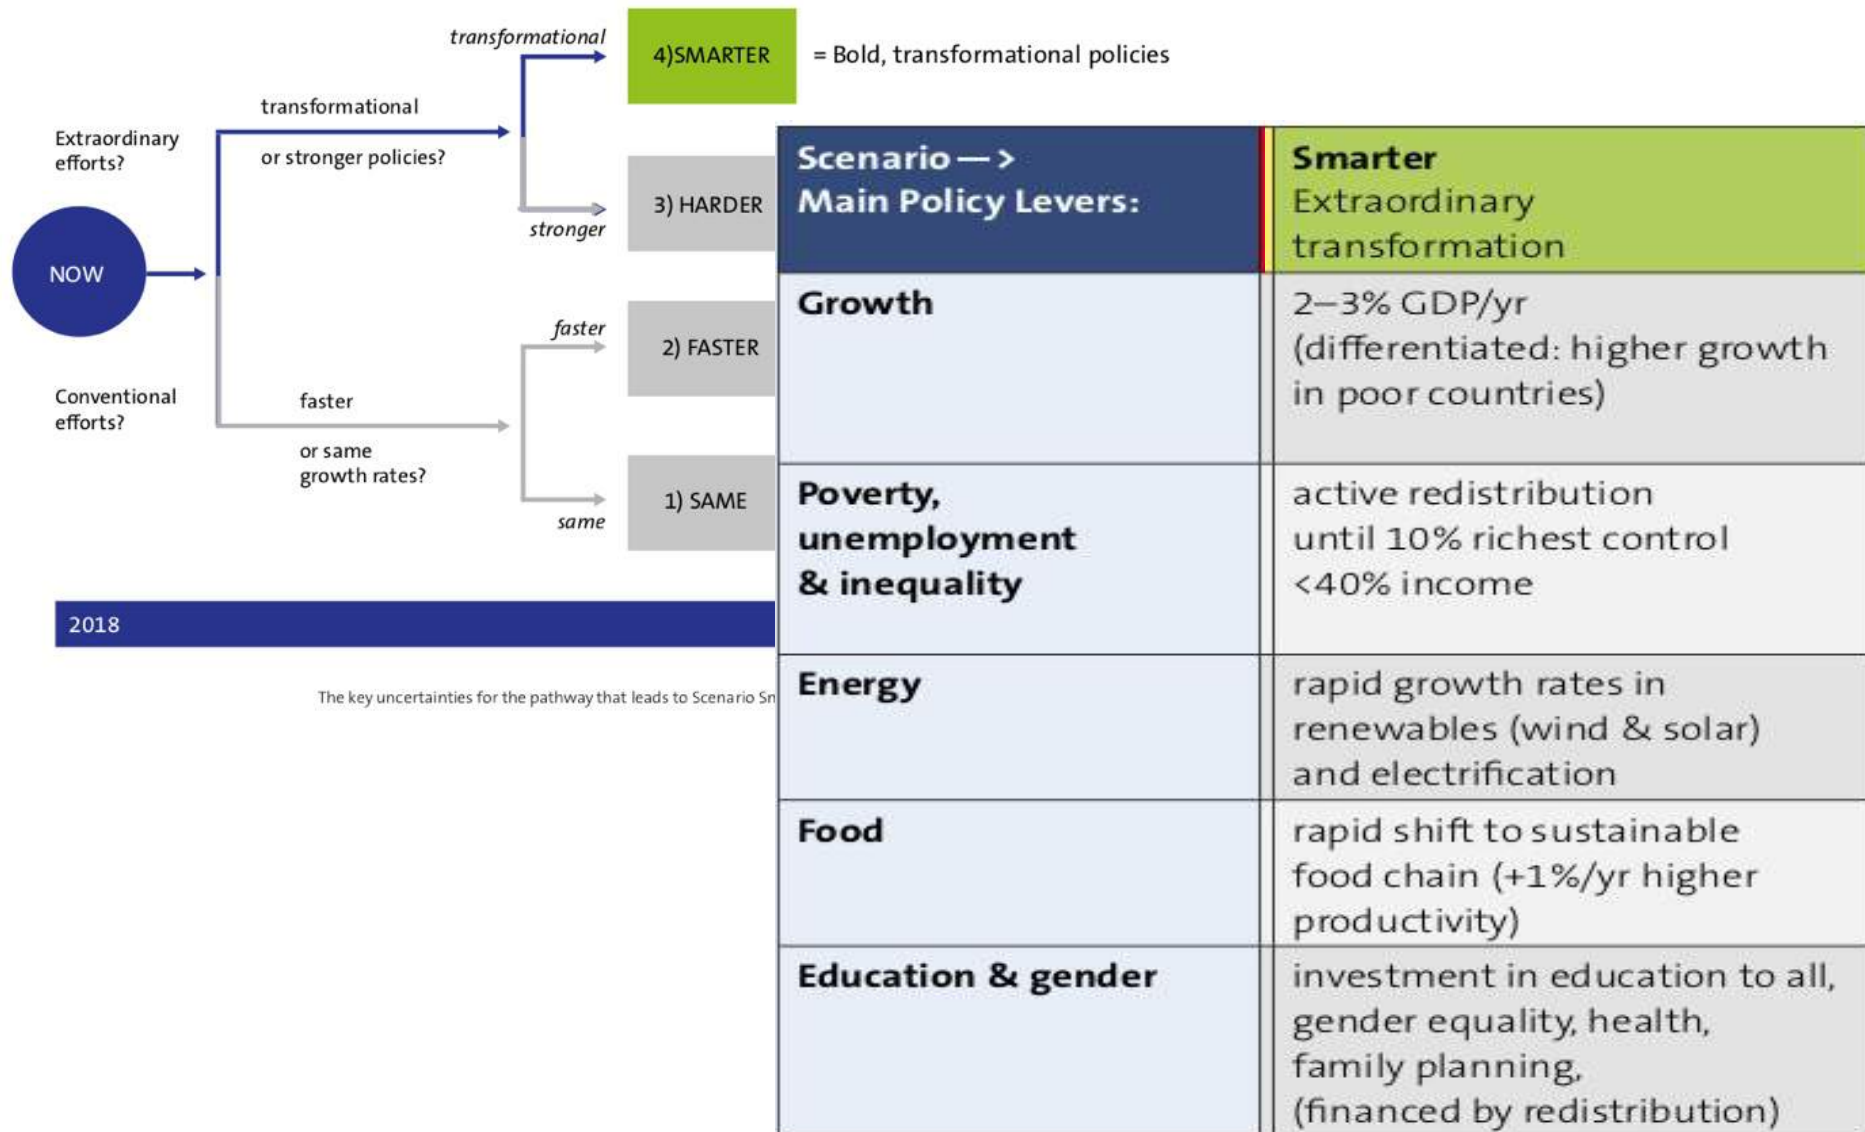 transformational
4)SMARTER
= Bold, transformational policies
transformational
Extraordinary
efforts?
or stronger policies?
3) HARDER
stronger
NOW
faster
2) FASTER
Conventional
efforts?
faster
or same
growth rates?
1) SAME
same
2018
The key uncertainties for the pathway that leads to Scenario
Scenario — >
Main Policy Levers:
Smarter
Extraordinary
transformation
Growth
2–3% GDP/yr
(differentiated: higher growth
in poor countries)
Poverty,
unemployment
& inequality
active redistribution
until 10% richest control
<40% income
Energy
rapid growth rates in
renewables (wind & solar)
and electrification
Food
rapid shift to sustainable
food chain (+1%/yr higher
productivity)
Education & gender
investment in education to all,
gender equality, health,
family planning,
(financed by redistribution)